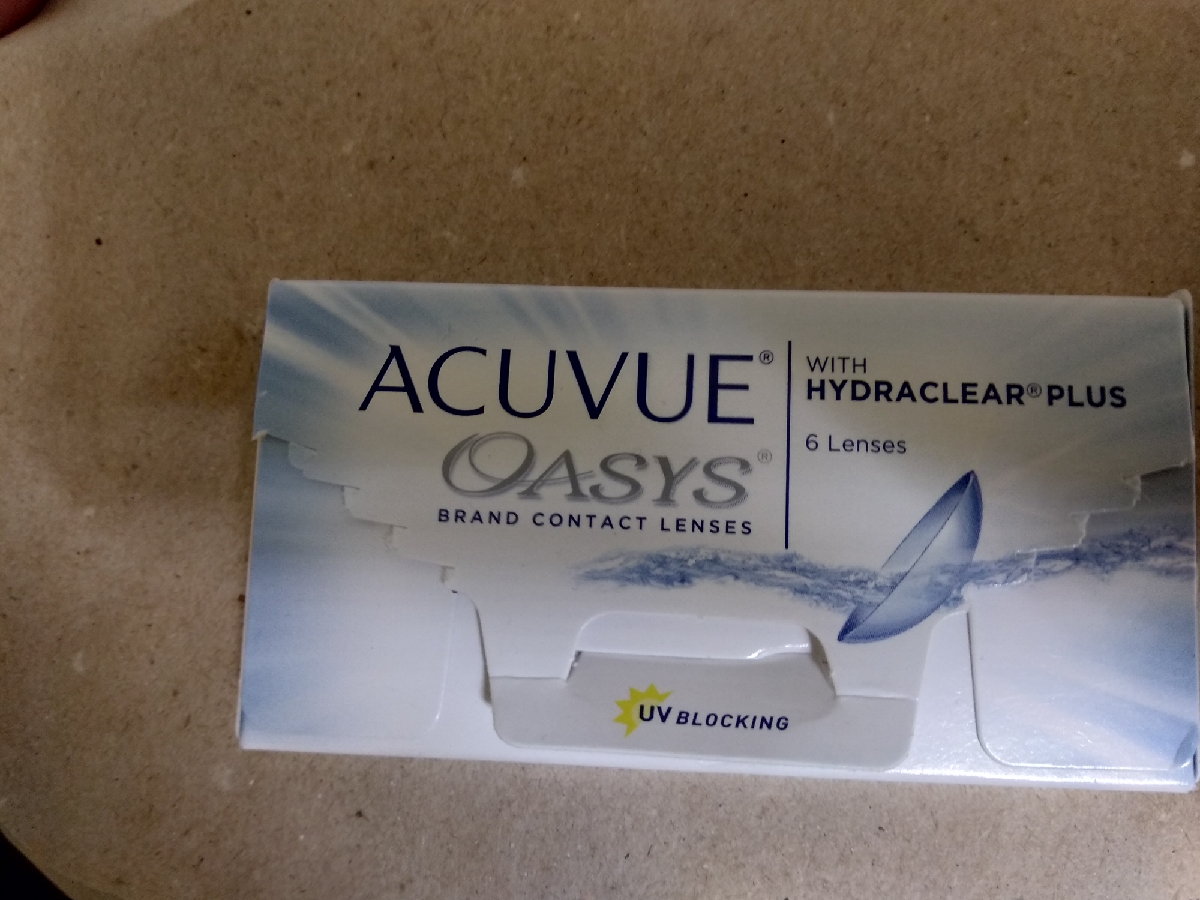 ACUVUE®
OASYS®
BRAND CONTACT LENSES
WITH
HYDRACLEAR® PLUS
6 Lenses
UV BLOCKING